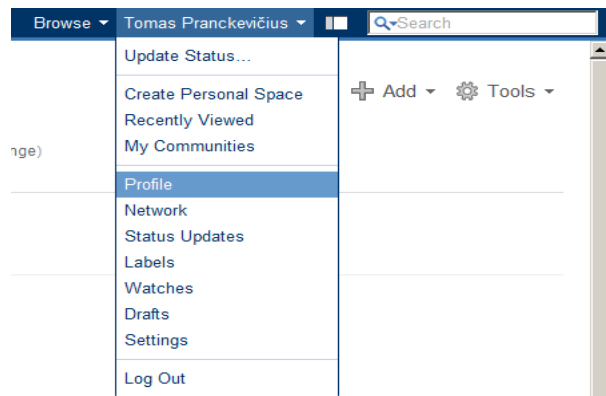 Browse Tomas Pranckevičius Search
Update Status...
Create Personal Space
Add Tools
Recently Viewed
My Communities
nge)
Profile
Network
Status Updates
Labels
Watches
Drafts
Settings
Log Out